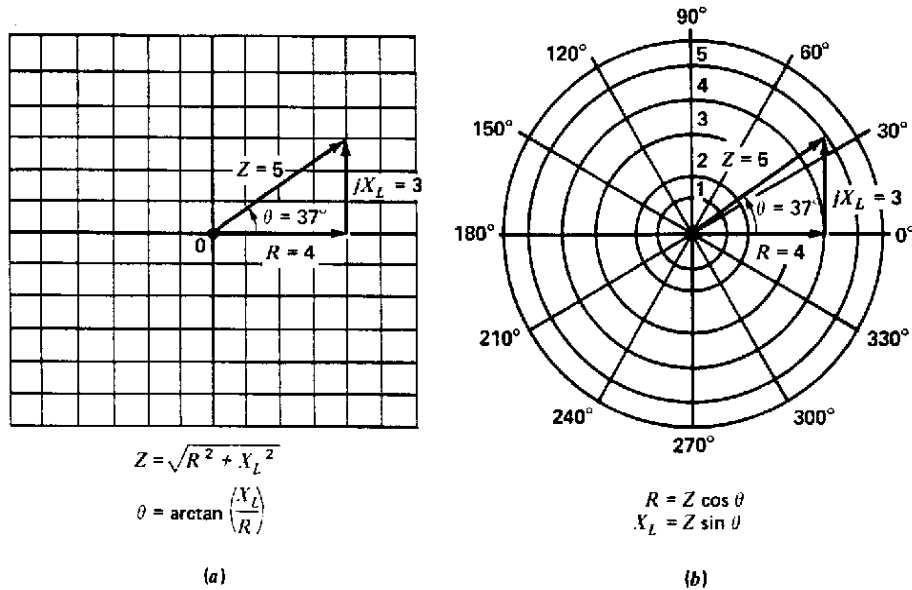 Z = 5
jX_L = 3
θ = 37°
0
R = 4
Z = √(R² + X_L²)
θ = arctan (X_L/R)
(a)
90°
120°
60°
5
4
150°
3
30°
2
Z = 5
1
θ = 37°
jX_L = 3
180°
0°
R = 4
210°
330°
240°
300°
270°
R = Z cos θ
X_L = Z sin θ
(b)